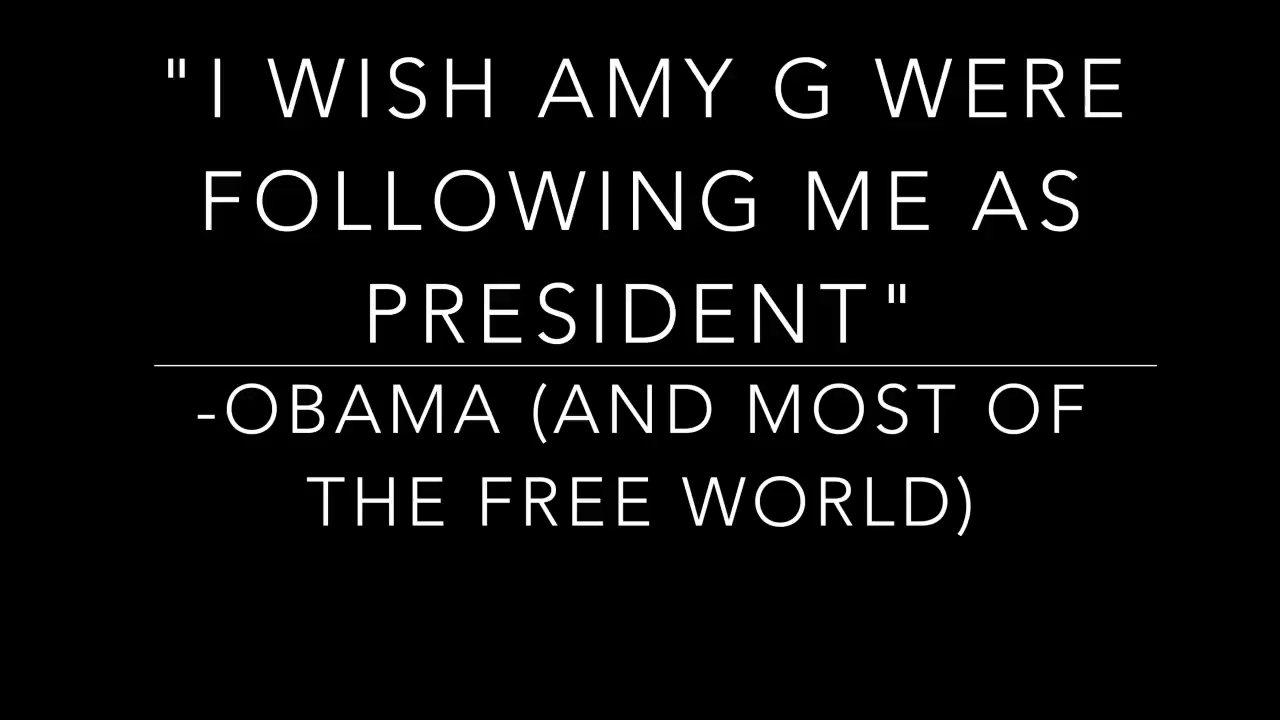 "I WISH AMY G WERE
FOLLOWING ME AS
PRESIDENT"
-OBAMA (AND MOST OF
THE FREE WORLD)